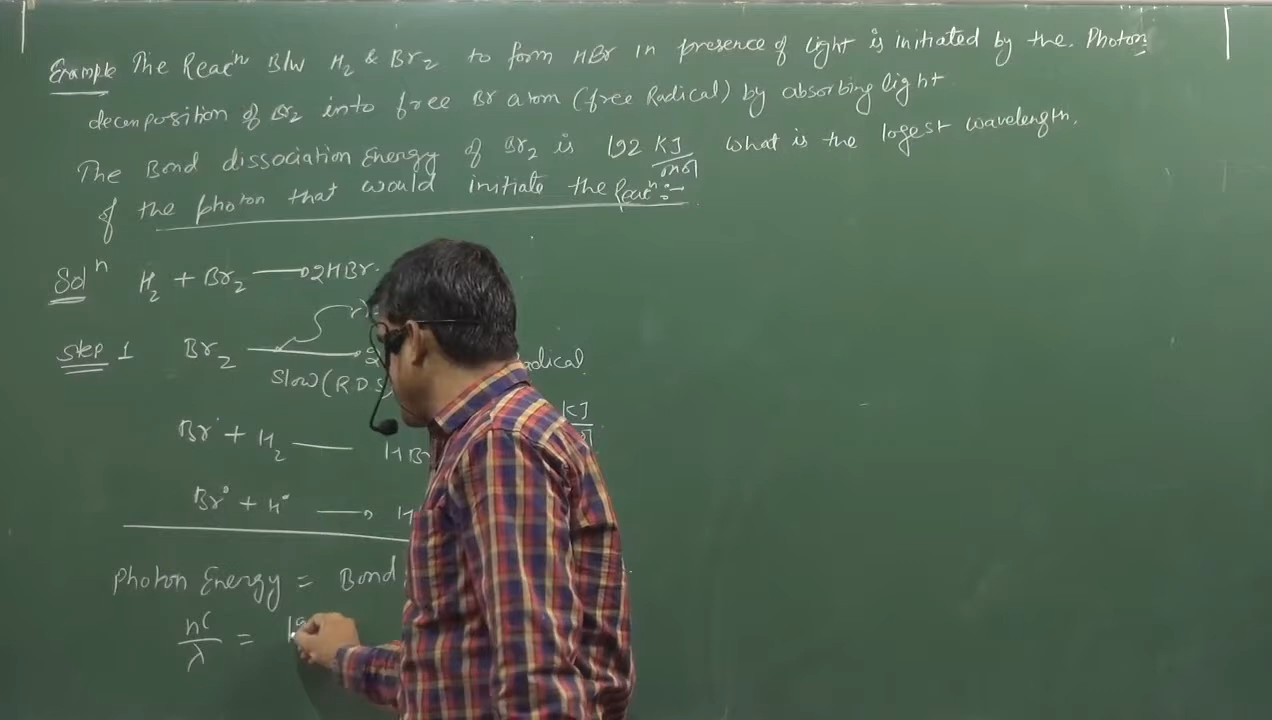 Example The Reacⁿ B/w H₂ & Br₂ to form HBr in presence of light is initiated by the. Photon
decomposition of Br₂ into free Br atom (free Radical) by absorbing light
The Bond dissociation Energy of Br₂ is 192 KJ/mol what is the logest wavelength.
of the photon that would initiate the Reacⁿ :-
Solⁿ H₂ + Br₂ → 2HBr.
Step 1 Br₂ → 2
Slow (R.D.S)
KJ
Br˙ + H₂ —
Br° + H° →
Photon Energy = Bond
hc/λ =